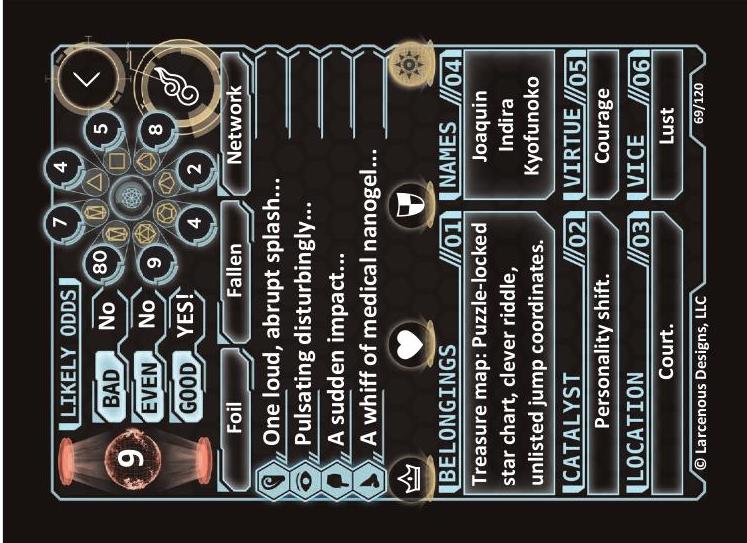 9
LIKELY ODDS
BAD No
EVEN No
GOOD YES!
7
4
5
8
2
4
9
80
Foil Fallen Network
One loud, abrupt splash...
Pulsating disturbingly...
A sudden impact...
A whiff of medical nanogel...
BELONGINGS 01
Treasure map: Puzzle-locked
star chart, clever riddle,
unlisted jump coordinates.
CATALYST 02
Personality shift.
LOCATION 03
Court.
NAMES 04
Joaquin
Indira
Kyofunoko
VIRTUE 05
Courage
VICE 06
Lust
© Larcenous Designs, LLC 69/120